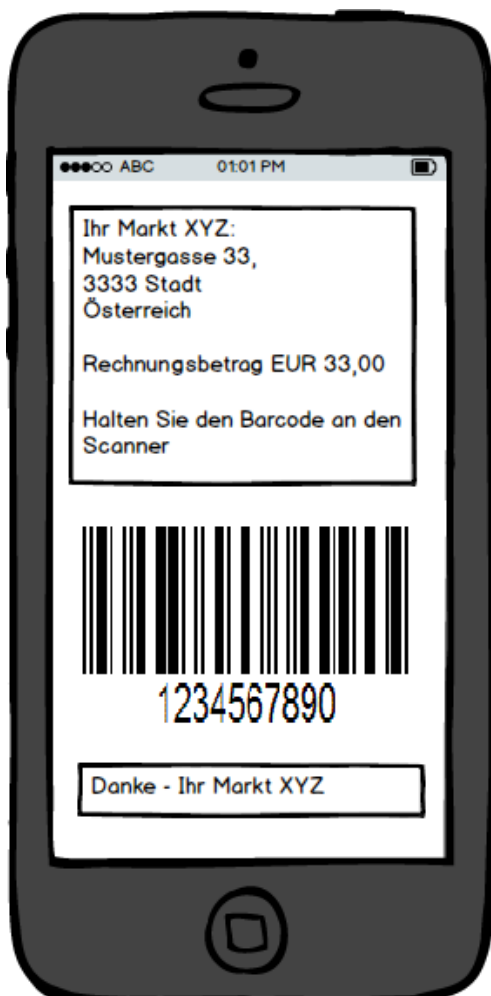 ABC 01:01 PM
Ihr Markt XYZ:
Mustergasse 33,
3333 Stadt
Österreich
Rechnungsbetrag EUR 33,00
Halten Sie den Barcode an den
Scanner
1234567890
Danke - Ihr Markt XYZ